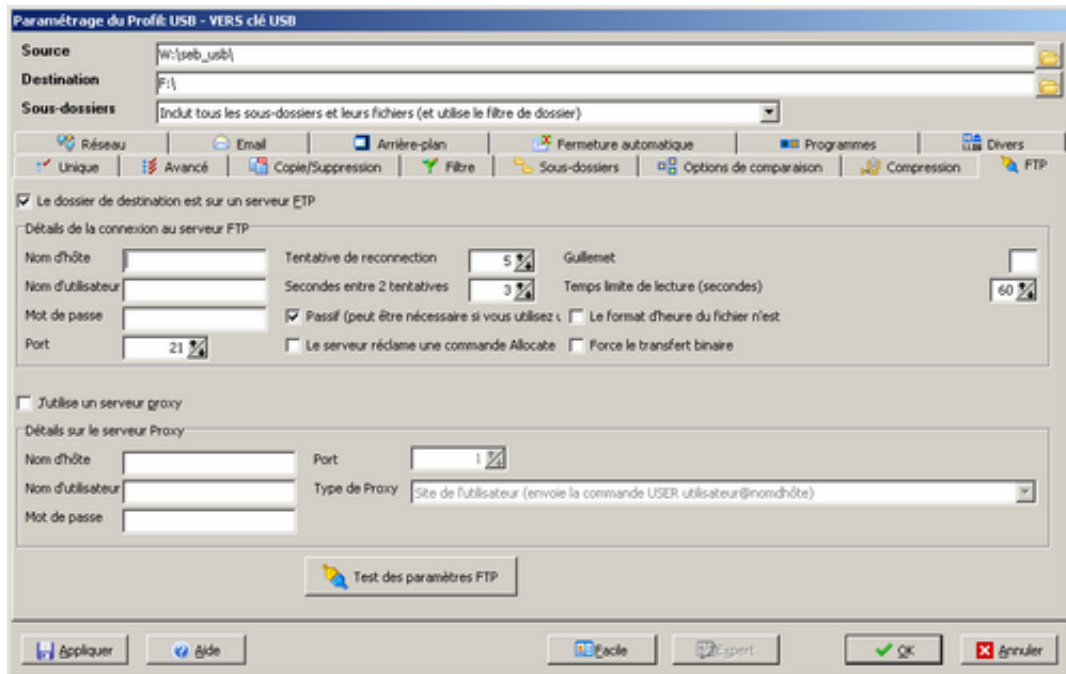 Paramétrage du Profil: USB - VERS clé USB
Source W:\seb_usb\
Destination F:\
Sous-dossiers Inclut tous les sous-dossiers et leurs fichiers (et utilise le filtre de dossier)
Réseau Email Arrière-plan Fermeture automatique Programmes Divers
Unique Avancé Copie/Suppression Filtre Sous-dossiers Options de comparaison Compression FTP
Le dossier de destination est sur un serveur FTP
Détails de la connexion au serveur FTP
Nom d'hôte Tentative de reconnection 5 Guillemet
Nom d'utilisateur Secondes entre 2 tentatives 3 Temps limite de lecture (secondes) 60
Mot de passe Passif (peut être nécessaire si vous utilisez u Le format d'heure du fichier n'est
Port 21 Le serveur réclame une commande Allocate Force le transfert binaire
J'utilise un serveur proxy
Détails sur le serveur Proxy
Nom d'hôte Port 1
Nom d'utilisateur Type de Proxy Site de l'utilisateur (envoie la commande USER utilisateur@nomdhôte)
Mot de passe
Test des paramètres FTP
Appliquer Aide Facile Expert OK Annuler